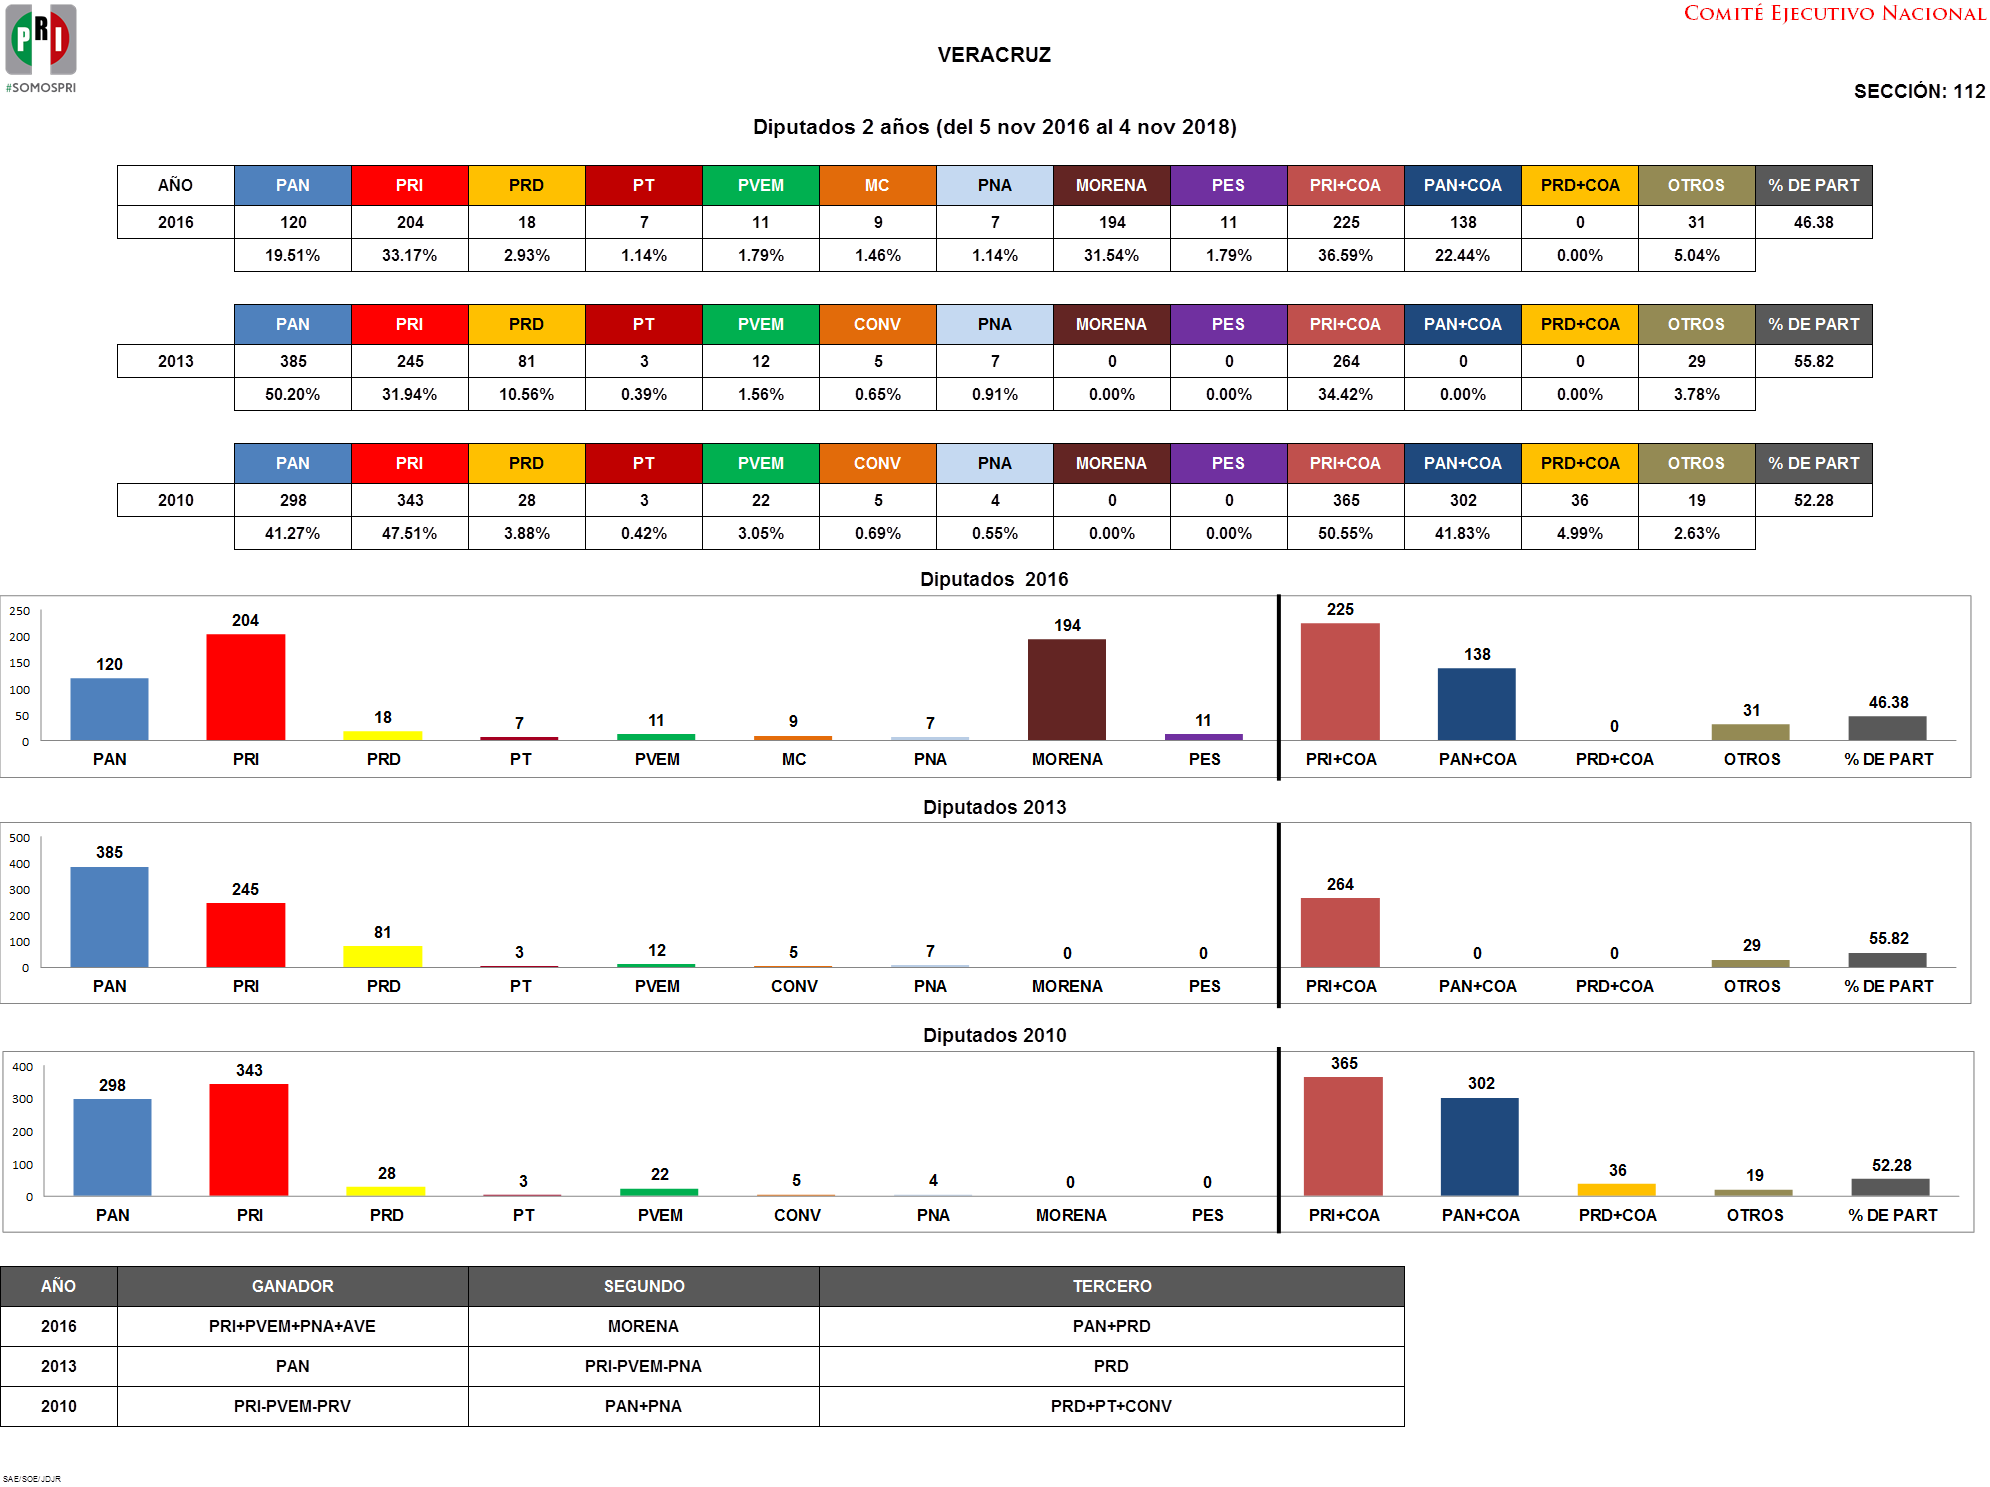 PRI
#SOMOSPRI
COMITÉ EJECUTIVO NACIONAL
VERACRUZ
SECCIÓN: 112
Diputados 2 años (del 5 nov 2016 al 4 nov 2018)
AÑO PAN PRI PRD PT PVEM MC PNA MORENA PES PRI+COA PAN+COA PRD+COA OTROS % DE PART
2016 120 204 18 7 11 9 7 194 11 225 138 0 31 46.38
19.51% 33.17% 2.93% 1.14% 1.79% 1.46% 1.14% 31.54% 1.79% 36.59% 22.44% 0.00% 5.04%
PAN PRI PRD PT PVEM CONV PNA MORENA PES PRI+COA PAN+COA PRD+COA OTROS % DE PART
2013 385 245 81 3 12 5 7 0 0 264 0 0 29 55.82
50.20% 31.94% 10.56% 0.39% 1.56% 0.65% 0.91% 0.00% 0.00% 34.42% 0.00% 0.00% 3.78%
PAN PRI PRD PT PVEM CONV PNA MORENA PES PRI+COA PAN+COA PRD+COA OTROS % DE PART
2010 298 343 28 3 22 5 4 0 0 365 302 36 19 52.28
41.27% 47.51% 3.88% 0.42% 3.05% 0.69% 0.55% 0.00% 0.00% 50.55% 41.83% 4.99% 2.63%
Diputados 2016
250
200
150
100
50
0
120 204 18 7 11 9 7 194 11 225 138 0 31 46.38
PAN PRI PRD PT PVEM MC PNA MORENA PES PRI+COA PAN+COA PRD+COA OTROS % DE PART
Diputados 2013
500
400
300
200
100
0
385 245 81 3 12 5 7 0 0 264 0 0 29 55.82
PAN PRI PRD PT PVEM CONV PNA MORENA PES PRI+COA PAN+COA PRD+COA OTROS % DE PART
Diputados 2010
400
300
200
100
0
298 343 28 3 22 5 4 0 0 365 302 36 19 52.28
PAN PRI PRD PT PVEM CONV PNA MORENA PES PRI+COA PAN+COA PRD+COA OTROS % DE PART
AÑO GANADOR SEGUNDO TERCERO
2016 PRI+PVEM+PNA+AVE MORENA PAN+PRD
2013 PAN PRI-PVEM-PNA PRD
2010 PRI-PVEM-PRV PAN+PNA PRD+PT+CONV
SAE/SOE/JDJR